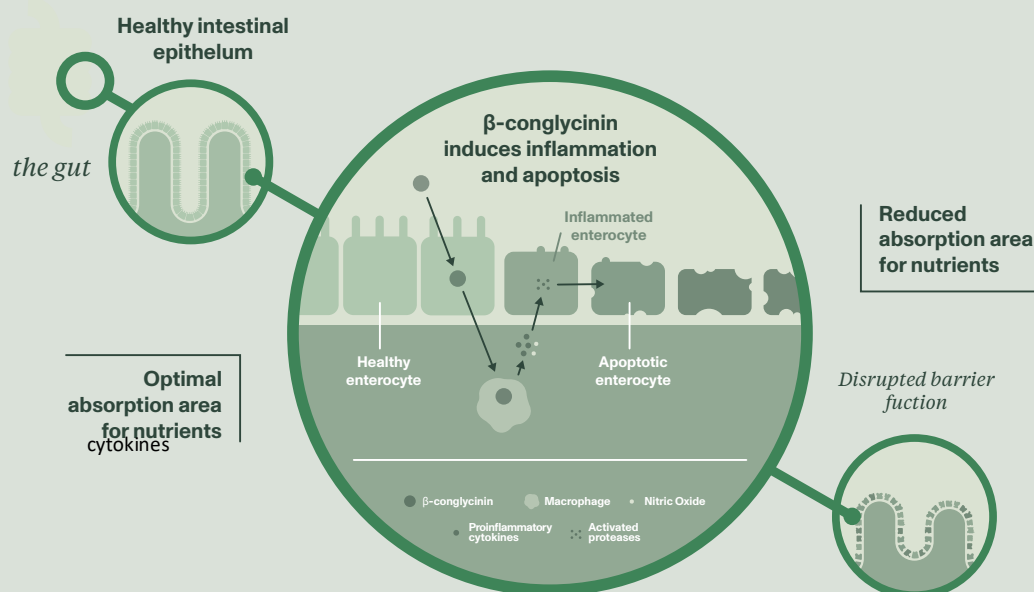 Healthy intestinal
epithelum
the gut
β-conglycinin
induces inflammation
and apoptosis
Inflammated
enterocyte
Reduced
absorption area
for nutrients
Healthy
enterocyte
Apoptotic
enterocyte
Optimal
absorption area
for nutrients
cytokines
Disrupted barrier
fuction
β-conglycinin
Macrophage
Nitric Oxide
Proinflammatory
cytokines
Activated
proteases